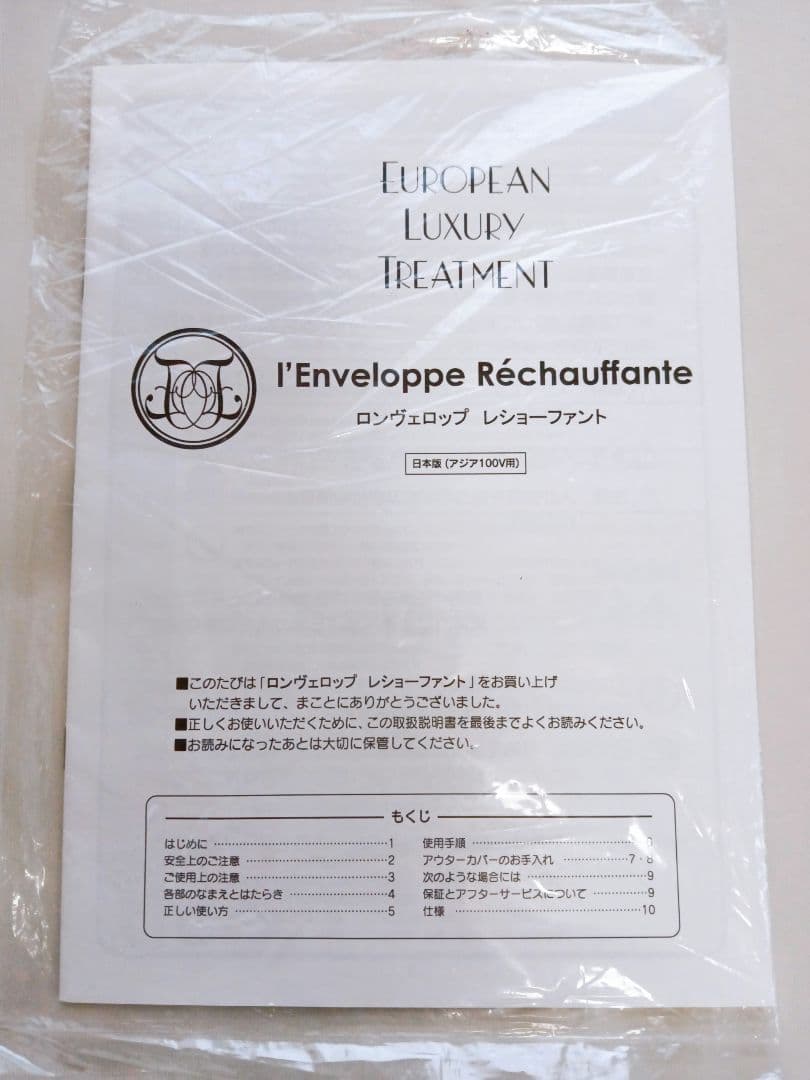 EUROPEAN
LUXURY
TREATMENT
l'Enveloppe Réchauffante
ロンヴェロップ レショーファント
日本版(アジア100V用)
■このたびは「ロンヴェロップ レショーファント」をお買い上げ
いただきまして、まことにありがとうございました。
■正しくお使いいただくために、この取扱説明書を最後までよくお読みください。
■お読みになったあとは大切に保管してください。
もくじ
はじめに ………………………………1
安全上のご注意 ………………………2
ご使用上の注意 ………………………3
各部のなまえとはたらき ……………4
正しい使い方 …………………………5
使用手順 ………………………………
アウターカバーのお手入れ …………7・8
次のような場合には …………………9
保証とアフターサービスについて …………9
仕様 ……………………………………10